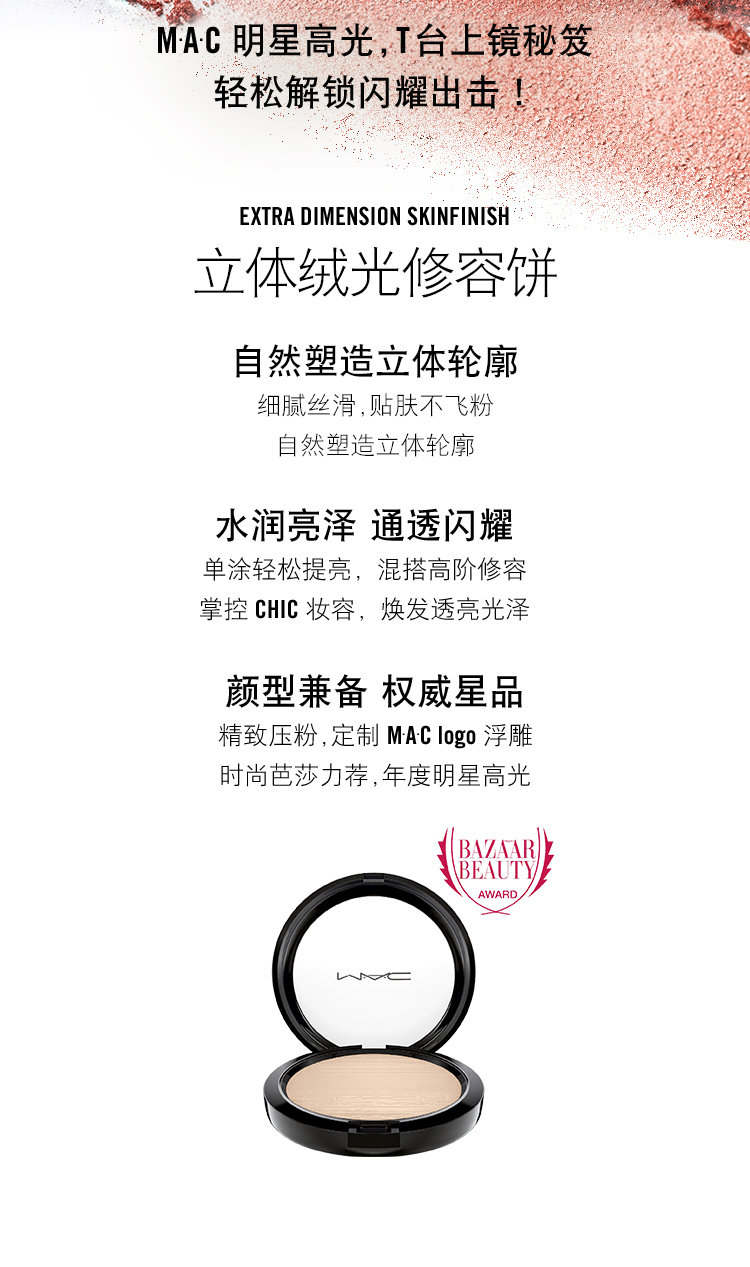 M·A·C 明星高光,T台上镜秘笈
轻松解锁闪耀出击！
EXTRA DIMENSION SKINFINISH
立体绒光修容饼
自然塑造立体轮廓
细腻丝滑,贴肤不飞粉
自然塑造立体轮廓
水润亮泽 通透闪耀
单涂轻松提亮，混搭高阶修容
掌控 CHIC 妆容，焕发透亮光泽
颜型兼备 权威星品
精致压粉,定制 M·A·C logo 浮雕
时尚芭莎力荐,年度明星高光
BAZAAR
BEAUTY
AWARD
MAC